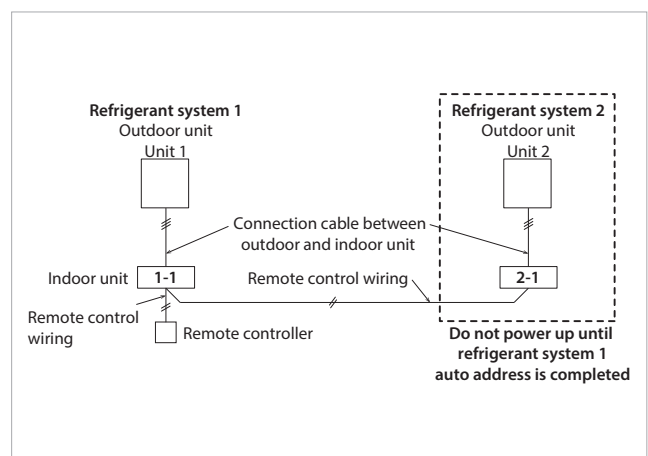 Refrigerant system 1
Outdoor unit
Unit 1
Refrigerant system 2
Outdoor unit
Unit 2
Connection cable between
outdoor and indoor unit
Indoor unit
1-1
Remote control wiring
2-1
Remote control
wiring
Remote controller
Do not power up until
refrigerant system 1
auto address is completed